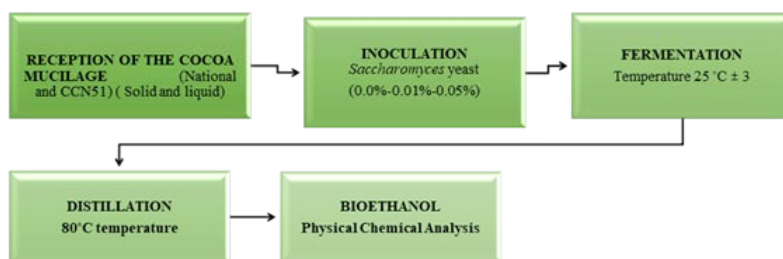 RECEPTION OF THE COCOA
MUCILAGE (National
and CCN51) ( Solid and liquid)
INOCULATION
Saccharomyces yeast
(0.0%-0.01%-0.05%)
FERMENTATION
Temperature 25 °C ± 3
DISTILLATION
80°C temperature
BIOETHANOL
Physical Chemical Analysis